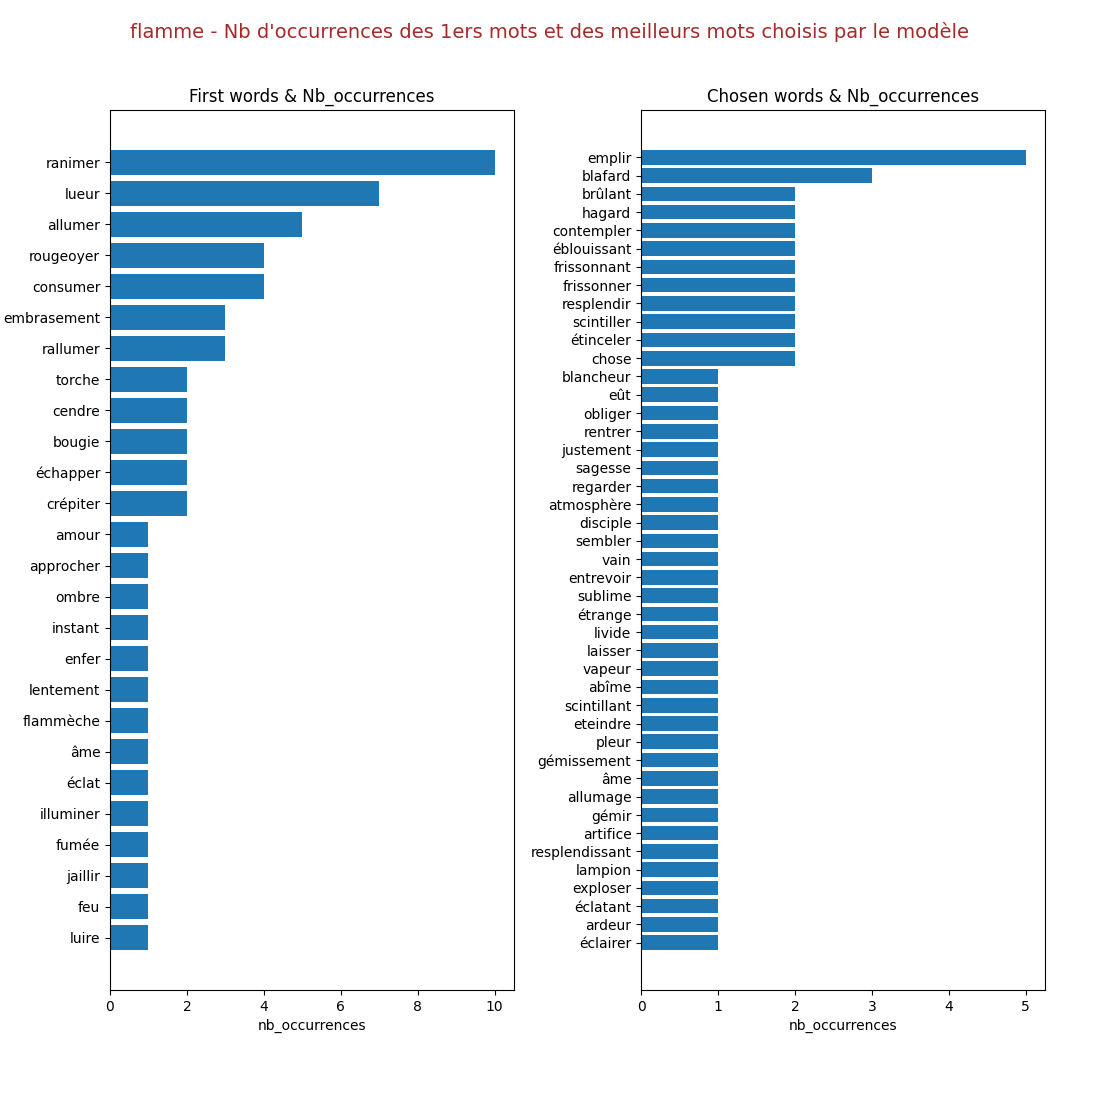 flamme - Nb d'occurrences des 1ers mots et des meilleurs mots choisis par le modèle
First words & Nb_occurrences
ranimer
lueur
allumer
rougeoyer
consumer
embrasement
rallumer
torche
cendre
bougie
échapper
crépiter
amour
approcher
ombre
instant
enfer
lentement
flammèche
âme
éclat
illuminer
fumée
jaillir
feu
luire
0 2 4 6 8 10
nb_occurrences
Chosen words & Nb_occurrences
emplir
blafard
brûlant
hagard
contempler
éblouissant
frissonnant
frissonner
resplendir
scintiller
étinceler
chose
blancheur
eût
obliger
rentrer
justement
sagesse
regarder
atmosphère
disciple
sembler
vain
entrevoir
sublime
étrange
livide
laisser
vapeur
abîme
scintillant
eteindre
pleur
gémissement
âme
allumage
gémir
artifice
resplendissant
lampion
exploser
éclatant
ardeur
éclairer
0 1 2 3 4 5
nb_occurrences